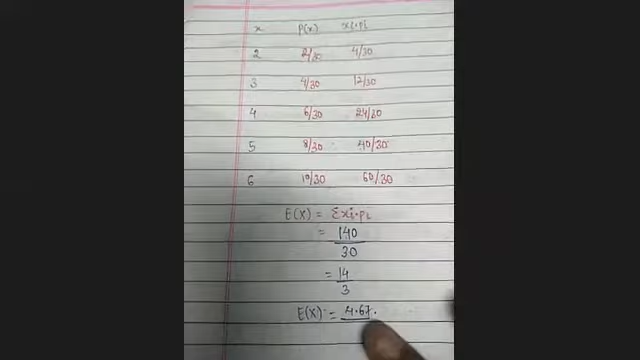 x P(x) xi·pi
2 2/30 4/30
3 4/30 12/30
4 6/30 24/30
5 8/30 40/30
6 10/30 60/30
E(X) = Σxi·pi
= 140/30
= 14/3
E(X) = 4.67.